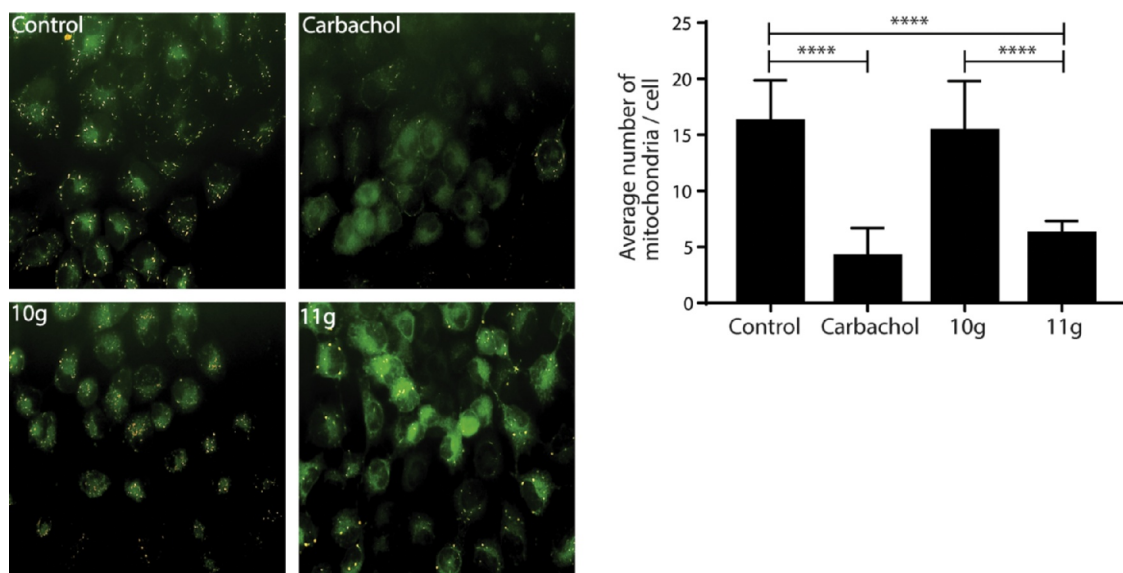 Control
Carbachol
10g
11g
Average number of
mitochondria / cell
25
20
15
10
5
0
****
****
****
Control
Carbachol
10g
11g